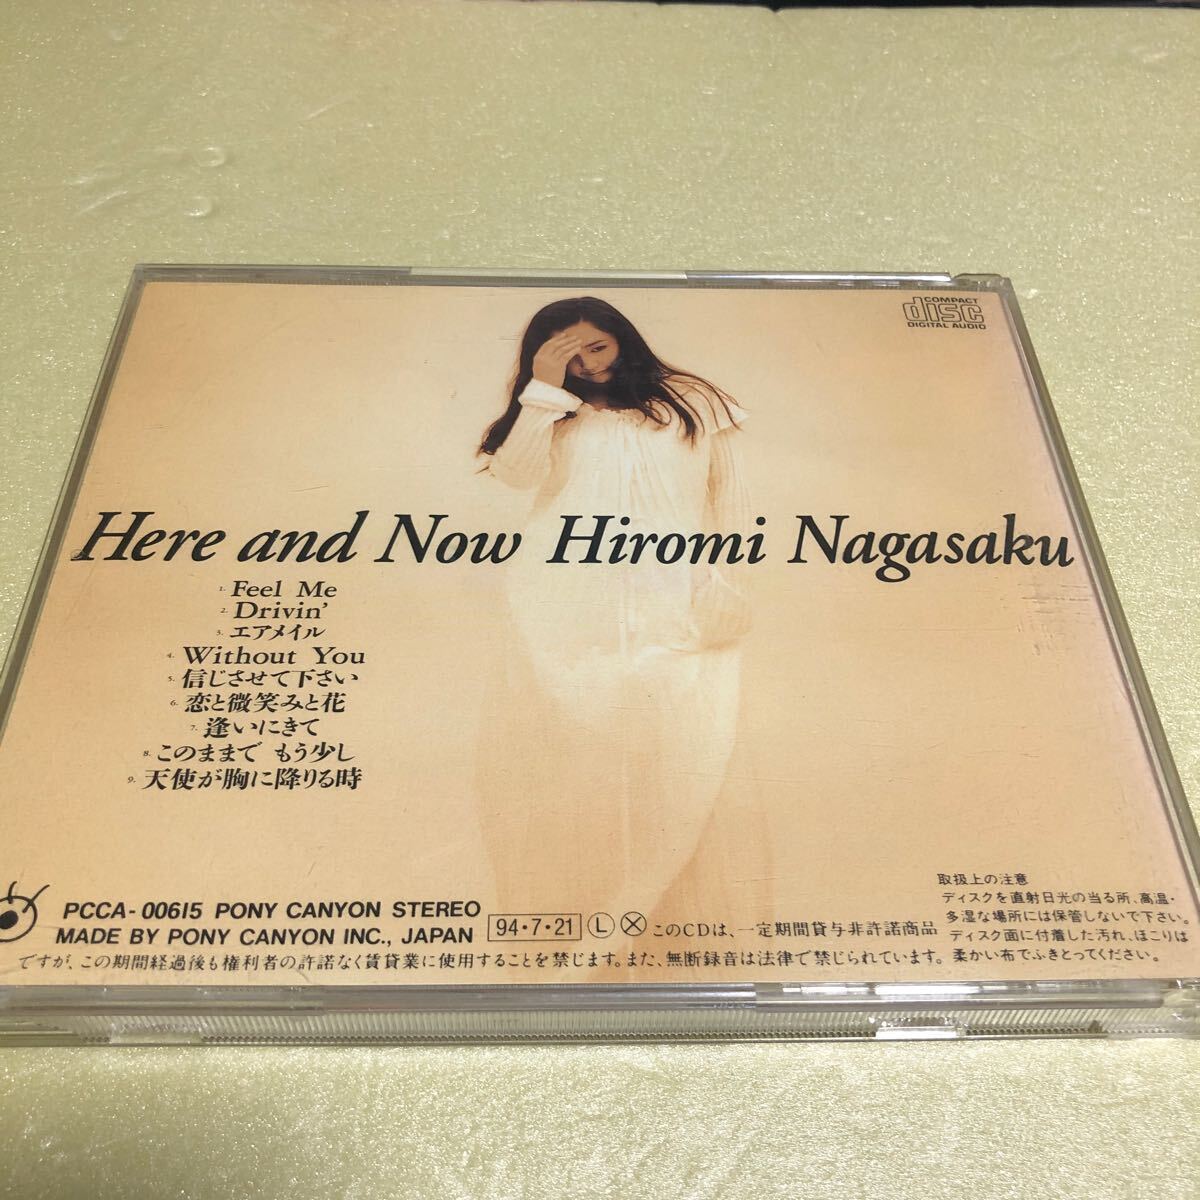 COMPACT
disc
DIGITAL AUDIO
Here and Now Hiromi Nagasaku
1. Feel Me
2. Drivin'
3. エアメイル
4. Without You
5. 信じさせて下さい
6. 恋と微笑みと花
7. 逢いにきて
8. このままで もう少し
9. 天使が胸に降りる時
PCCA-00615 PONY CANYON STEREO
MADE BY PONY CANYON INC., JAPAN
94・7・21 L X このCDは、一定期間貸与非許諾商品
ですが、この期間経過後も権利者の許諾なく賃貸業に使用することを禁じます。また、無断録音は法律で禁じられています。
取扱上の注意
ディスクを直射日光の当る所、高温・
多湿な場所には保管しないで下さい。
ディスク面に付着した汚れ、ほこりは
柔かい布でふきとってください。